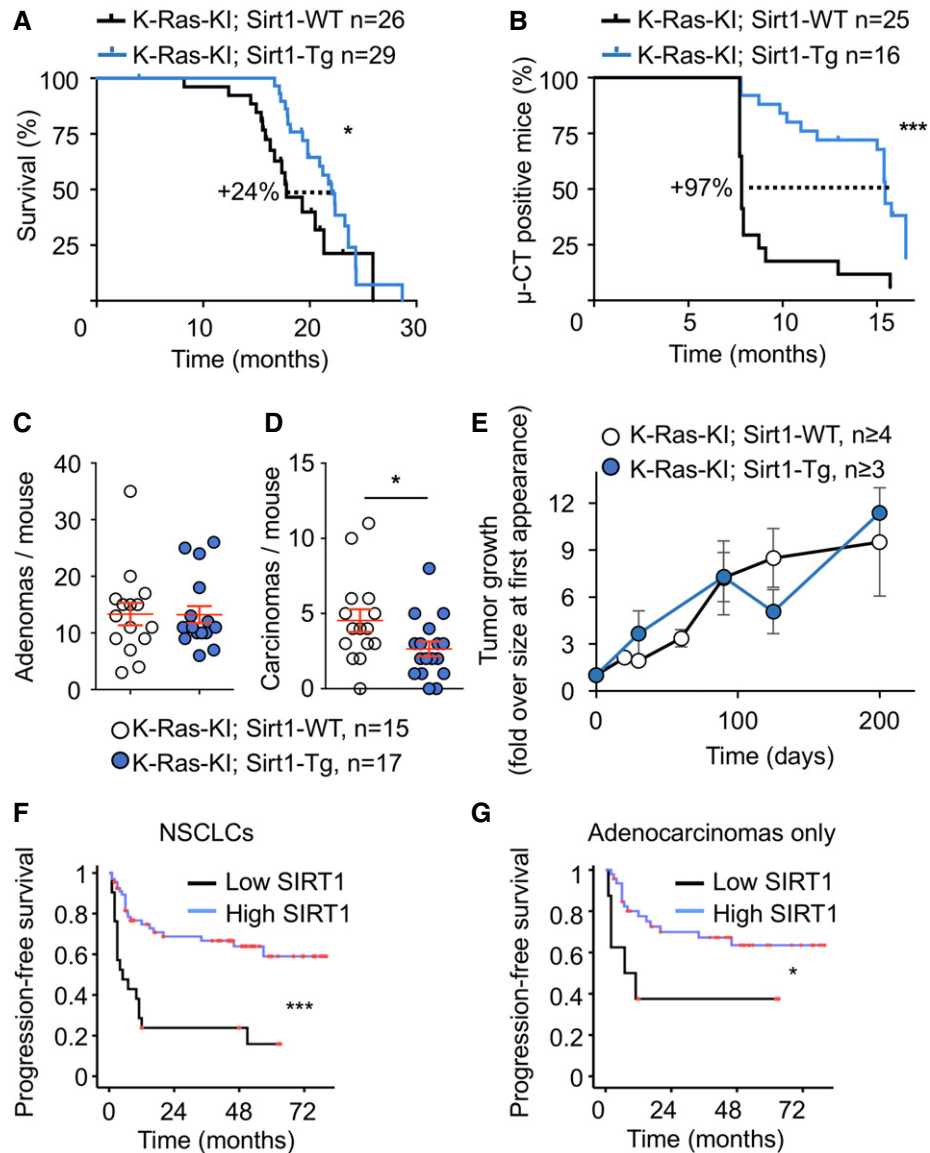 A
K-Ras-KI; Sirt1-WT n=26
K-Ras-KI; Sirt1-Tg n=29
Survival (%)
100
75
50
25
+24%
*
0
10
20
30
Time (months)
B
K-Ras-KI; Sirt1-WT n=25
K-Ras-KI; Sirt1-Tg n=16
µ-CT positive mice (%)
100
75
50
25
+97%
***
0
5
10
15
Time (months)
C
Adenomas / mouse
40
30
20
10
0
D
Carcinomas / mouse
15
10
5
0
*
K-Ras-KI; Sirt1-WT, n=15
K-Ras-KI; Sirt1-Tg, n=17
E
K-Ras-KI; Sirt1-WT, n≥4
K-Ras-KI; Sirt1-Tg, n≥3
Tumor growth
(fold over size at first appearance)
12
9
6
3
0
0
100
200
Time (days)
F
NSCLCs
Low SIRT1
High SIRT1
Progression-free survival
1
0.8
0.6
0.4
0.2
0
***
0
24
48
72
Time (months)
G
Adenocarcinomas only
Low SIRT1
High SIRT1
Progression-free survival
1
0.8
0.6
0.4
0.2
0
*
0
24
48
72
Time (months)